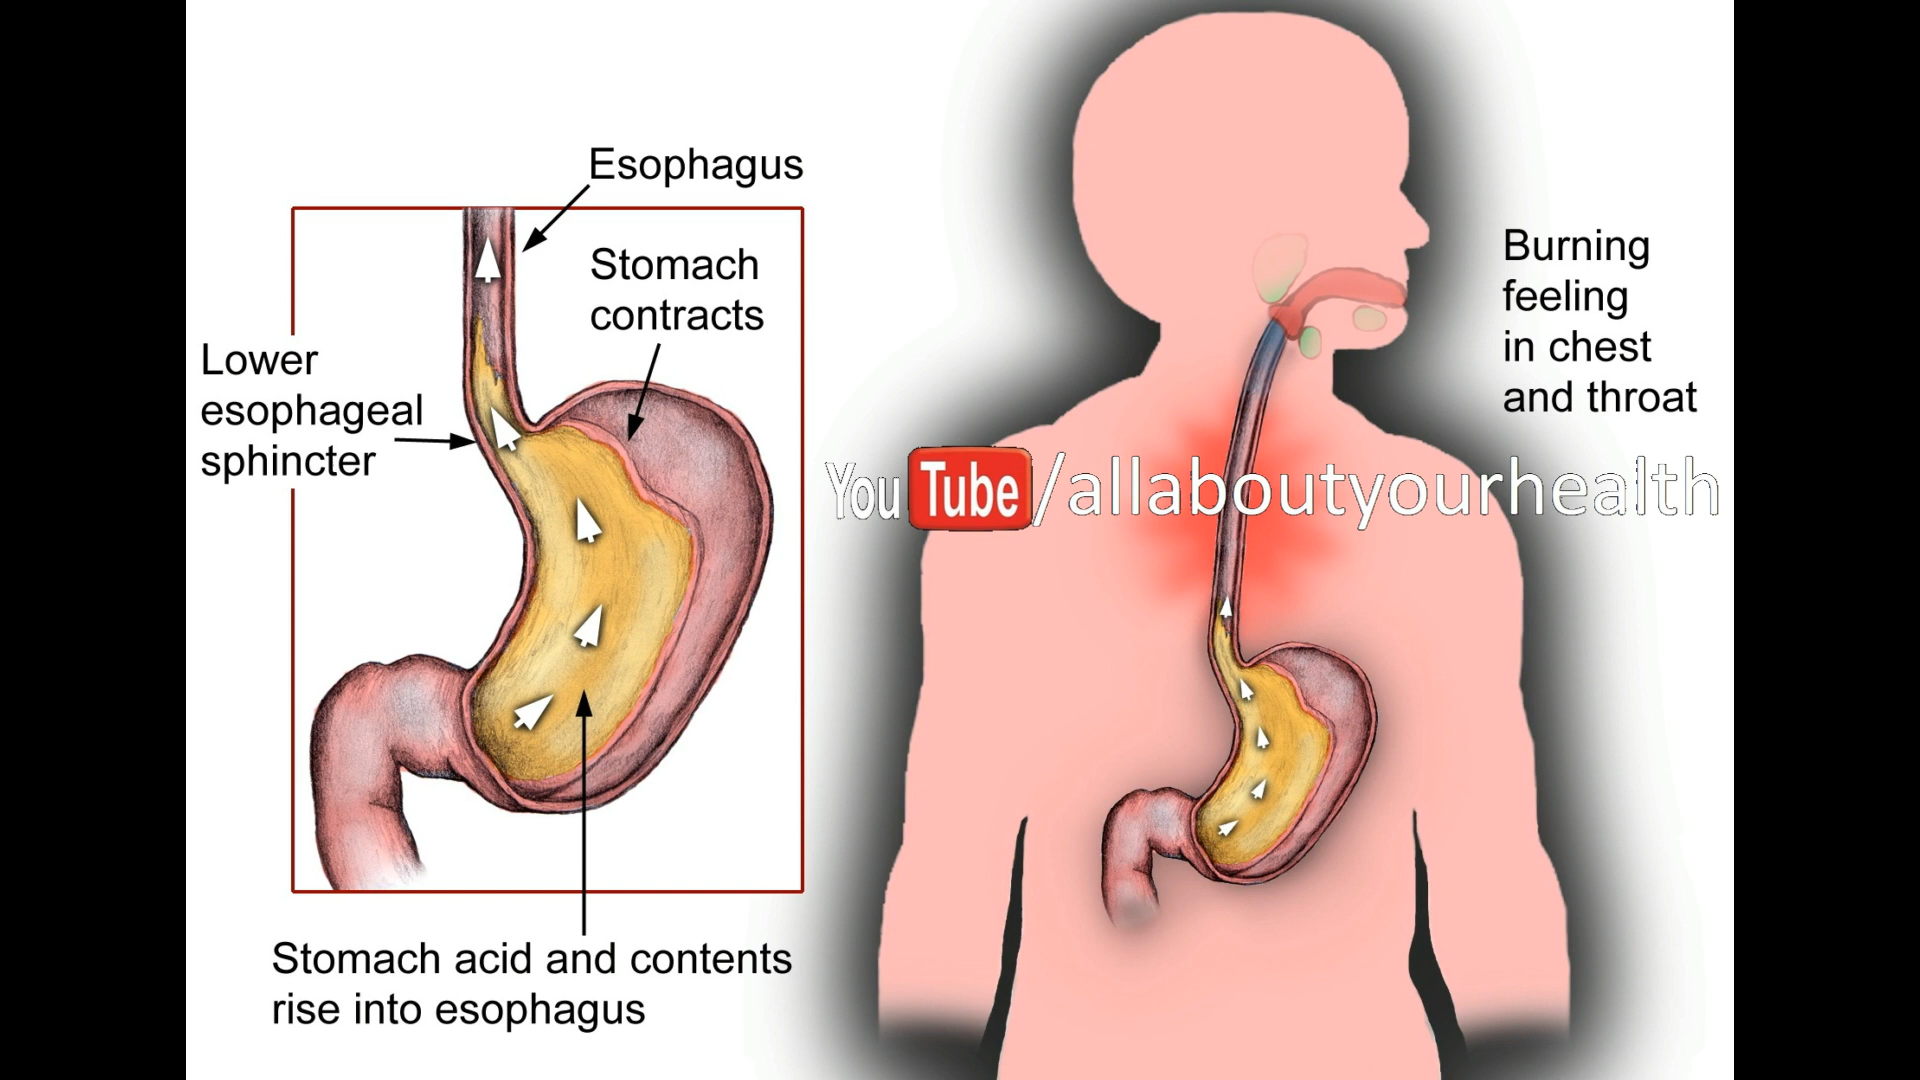 Esophagus
Stomach
contracts
Lower
esophageal
sphincter
Stomach acid and contents
rise into esophagus
Burning
feeling
in chest
and throat
YouTube/allaboutyourhealth